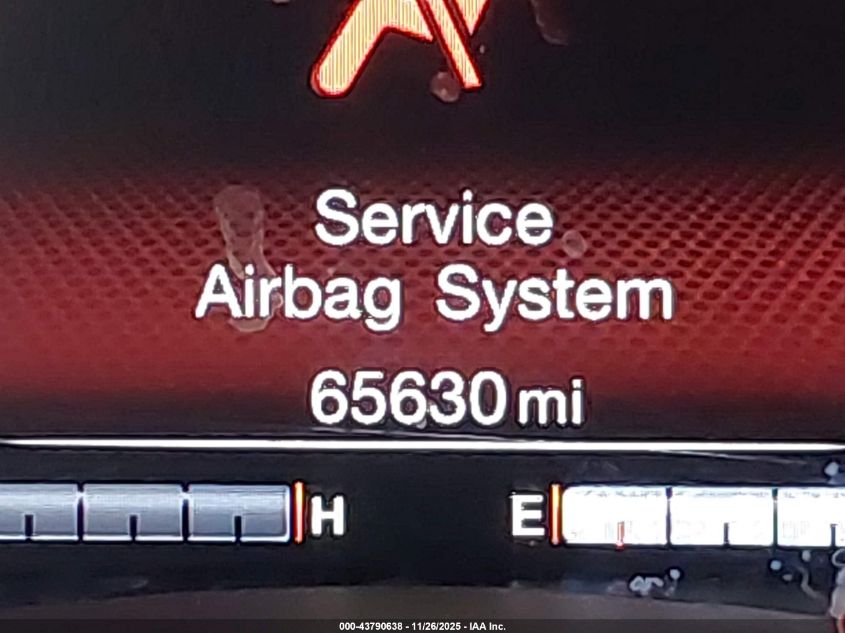 Service
Airbag System
65630 mi
H E
000-43790638 - 11/26/2025 - IAA Inc.